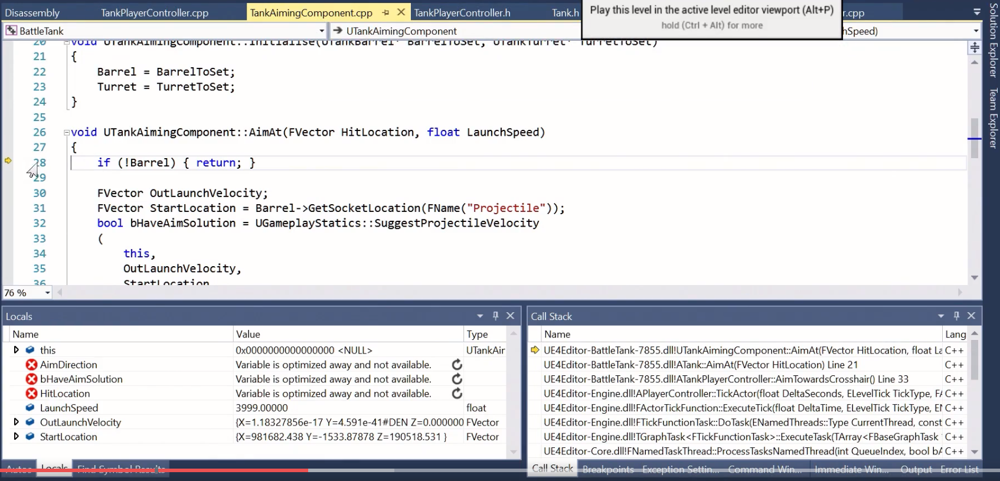 Disassembly TankPlayerController.cpp TankAimingComponent.cpp TankPlayerController.h Tank.h r.cpp
Play this level in the active level editor viewport (Alt+P)
hold (Ctrl + Alt) for more
BattleTank UTankAimingComponent hSpeed)
Solution Explorer
Team Explorer
20 void UTankAimingComponent::Initialise(UTankBarrel* BarrelToSet, UTankTurret* TurretToSet)
21 {
22 Barrel = BarrelToSet;
23 Turret = TurretToSet;
24 }
25
26 void UTankAimingComponent::AimAt(FVector HitLocation, float LaunchSpeed)
27 {
28 if (!Barrel) { return; }
29
30 FVector OutLaunchVelocity;
31 FVector StartLocation = Barrel->GetSocketLocation(FName("Projectile"));
32 bool bHaveAimSolution = UGameplayStatics::SuggestProjectileVelocity
33 (
34 this,
35 OutLaunchVelocity,
36 StartLocation
76 %
Locals
Name Value Type
this 0x0000000000000000 <NULL> UTankAir
AimDirection Variable is optimized away and not available.
bHaveAimSolution Variable is optimized away and not available.
HitLocation Variable is optimized away and not available.
LaunchSpeed 3999.00000 float
OutLaunchVelocity {X=1.18327856e-17 Y=4.591e-41#DEN Z=0.000000 FVector
StartLocation {X=981682.438 Y=-1533.87878 Z=190518.531 } FVector
Autos Locals Find Symbol Results
Call Stack
Name Lang
UE4Editor-BattleTank-7855.dll!UTankAimingComponent::AimAt(FVector HitLocation, float La C++
UE4Editor-BattleTank-7855.dll!ATank::AimAt(FVector HitLocation) Line 21 C++
UE4Editor-BattleTank-7855.dll!ATankPlayerController::AimTowardsCrosshair() Line 33 C++
UE4Editor-Engine.dll!APlayerController::TickActor(float DeltaSeconds, ELevelTick TickType, FA C++
UE4Editor-Engine.dll!FActorTickFunction::ExecuteTick(float DeltaTime, ELevelTick TickType, EN C++
UE4Editor-Engine.dll!FTickFunctionTask::DoTask(ENamedThreads::Type CurrentThread, const C++
UE4Editor-Engine.dll!TGraphTask<FTickFunctionTask>::ExecuteTask(TArray<FBaseGraphTask C++
UE4Editor-Core.dll!FNamedTaskThread::ProcessTasksNamedThread(int QueueIndex, bool bA C++
Call Stack Breakpoints Exception Settin... Command Win... Immediate Win... Output Error List